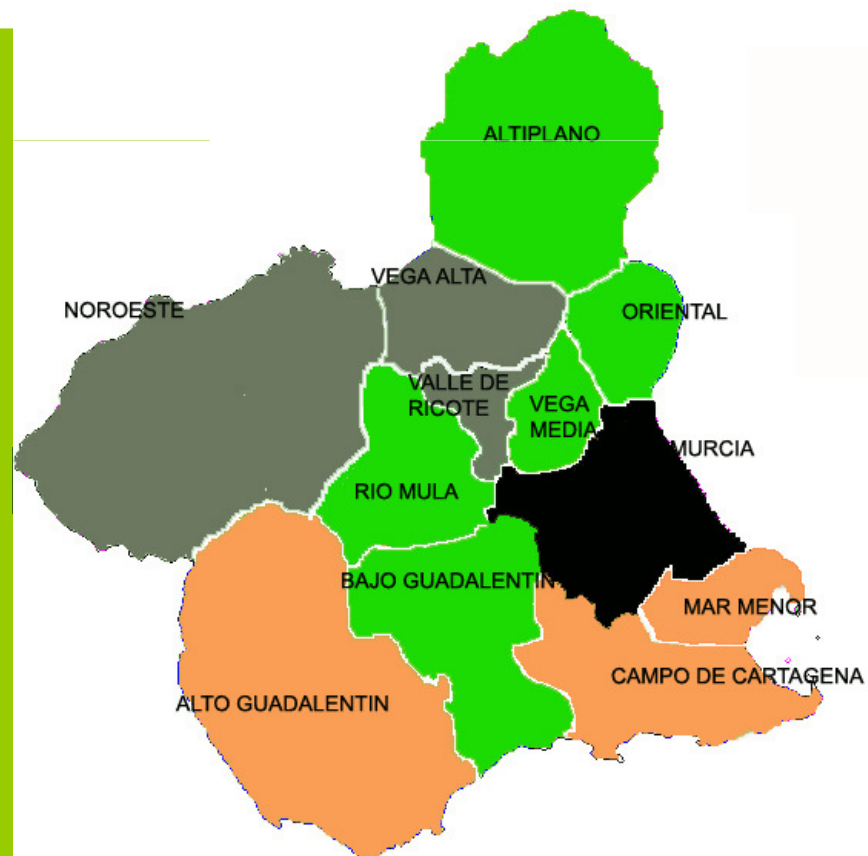 ALTIPLANO
VEGA ALTA
NOROESTE
ORIENTAL
VALLE DE
RICOTE
VEGA
MEDIA
MURCIA
RIO MULA
BAJO GUADALENTIN
MAR MENOR
CAMPO DE CARTAGENA
ALTO GUADALENTIN